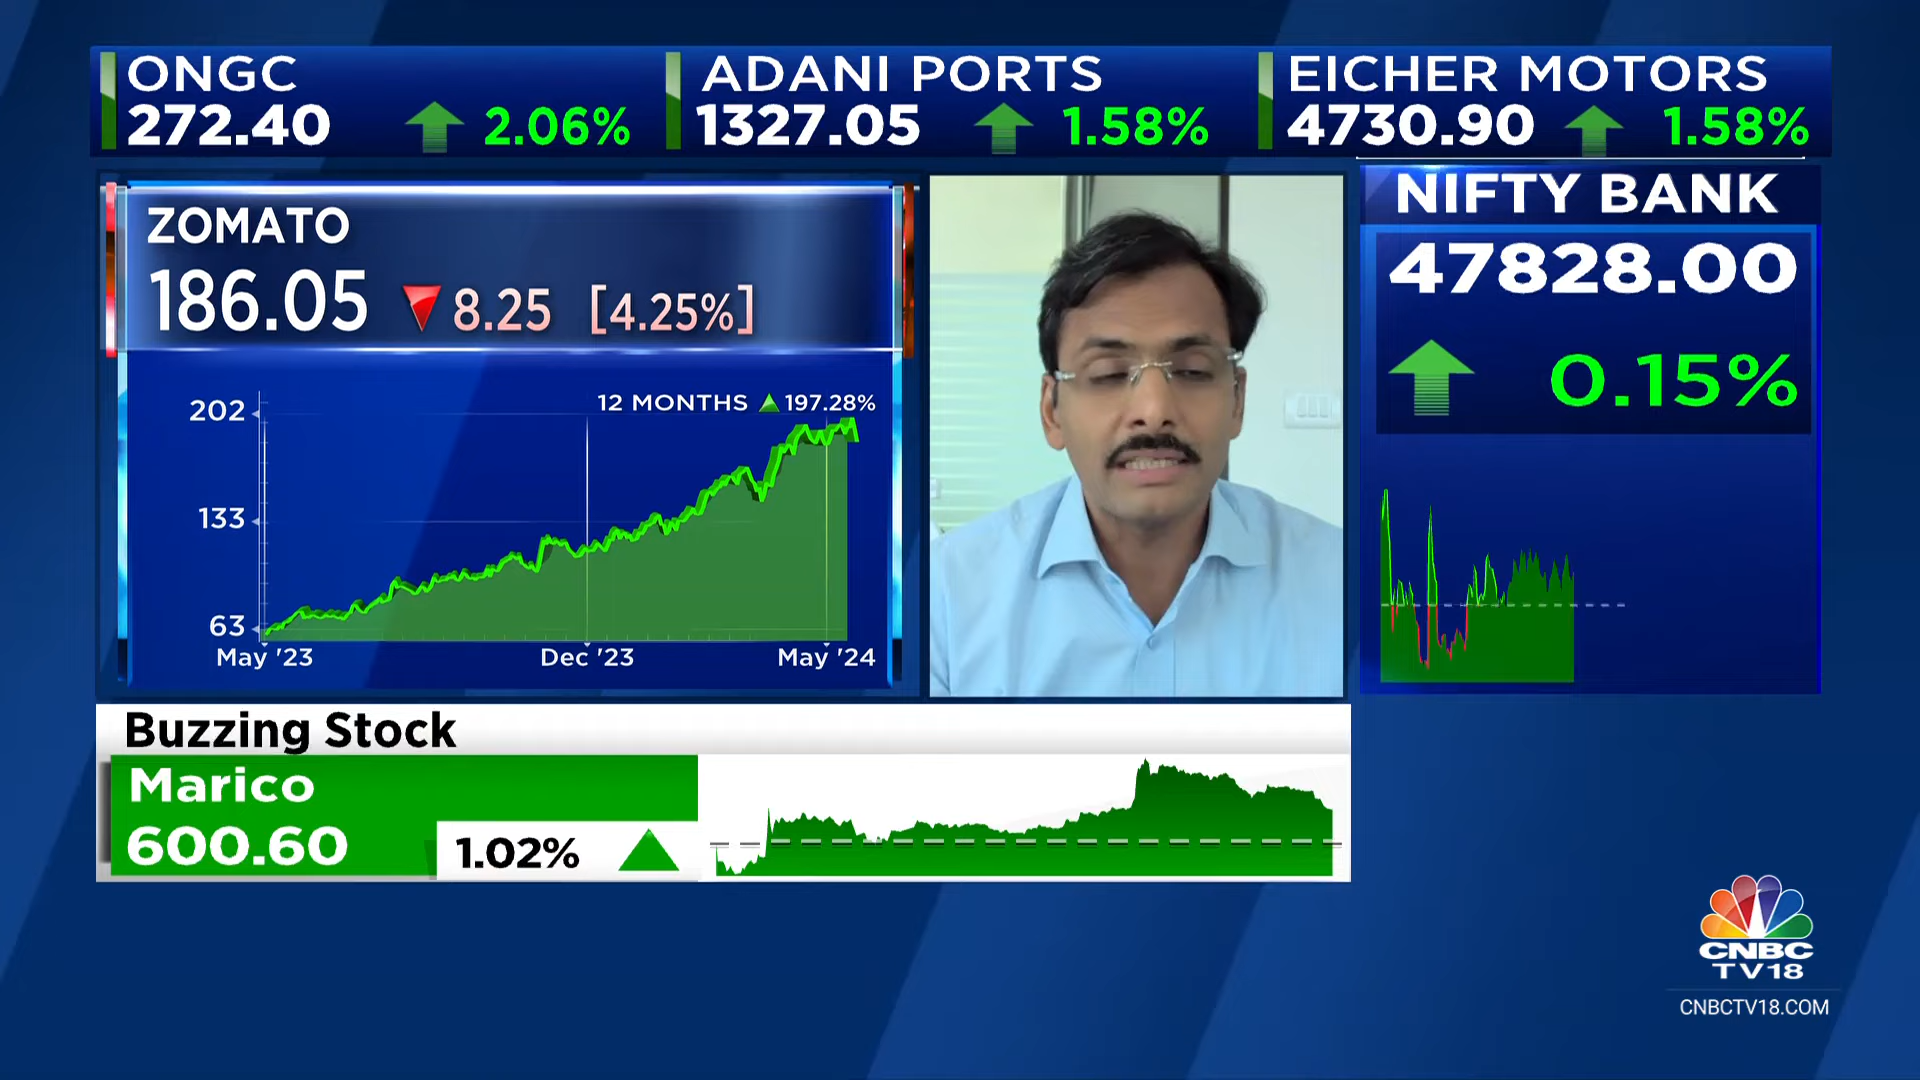 ONGC
272.40 2.06%
ADANI PORTS
1327.05 1.58%
EICHER MOTORS
4730.90 1.58%
ZOMATO
186.05 8.25 [4.25%]
12 MONTHS 197.28%
202
133
63
May '23 Dec '23 May '24
NIFTY BANK
47828.00
0.15%
Buzzing Stock
Marico
600.60
1.02%
CNBC
TV18
CNBCTV18.COM